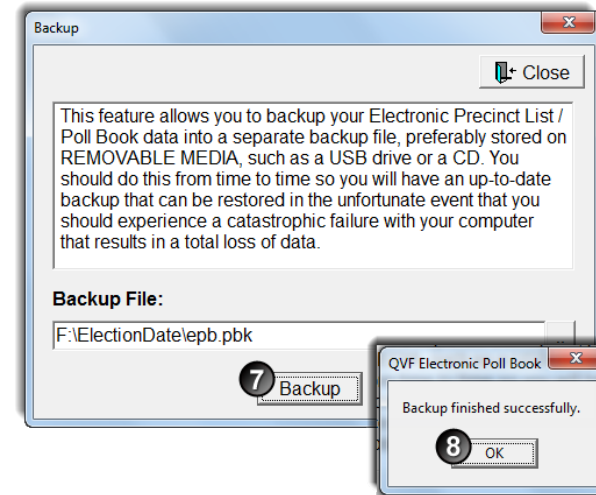 Backup
Close
This feature allows you to backup your Electronic Precinct List /
Poll Book data into a separate backup file, preferably stored on
REMOVABLE MEDIA, such as a USB drive or a CD. You
should do this from time to time so you will have an up-to-date
backup that can be restored in the unfortunate event that you
should experience a catastrophic failure with your computer
that results in a total loss of data.
Backup File:
F:\ElectionDate\epb.pbk
7 Backup
QVF Electronic Poll Book
Backup finished successfully.
8 OK